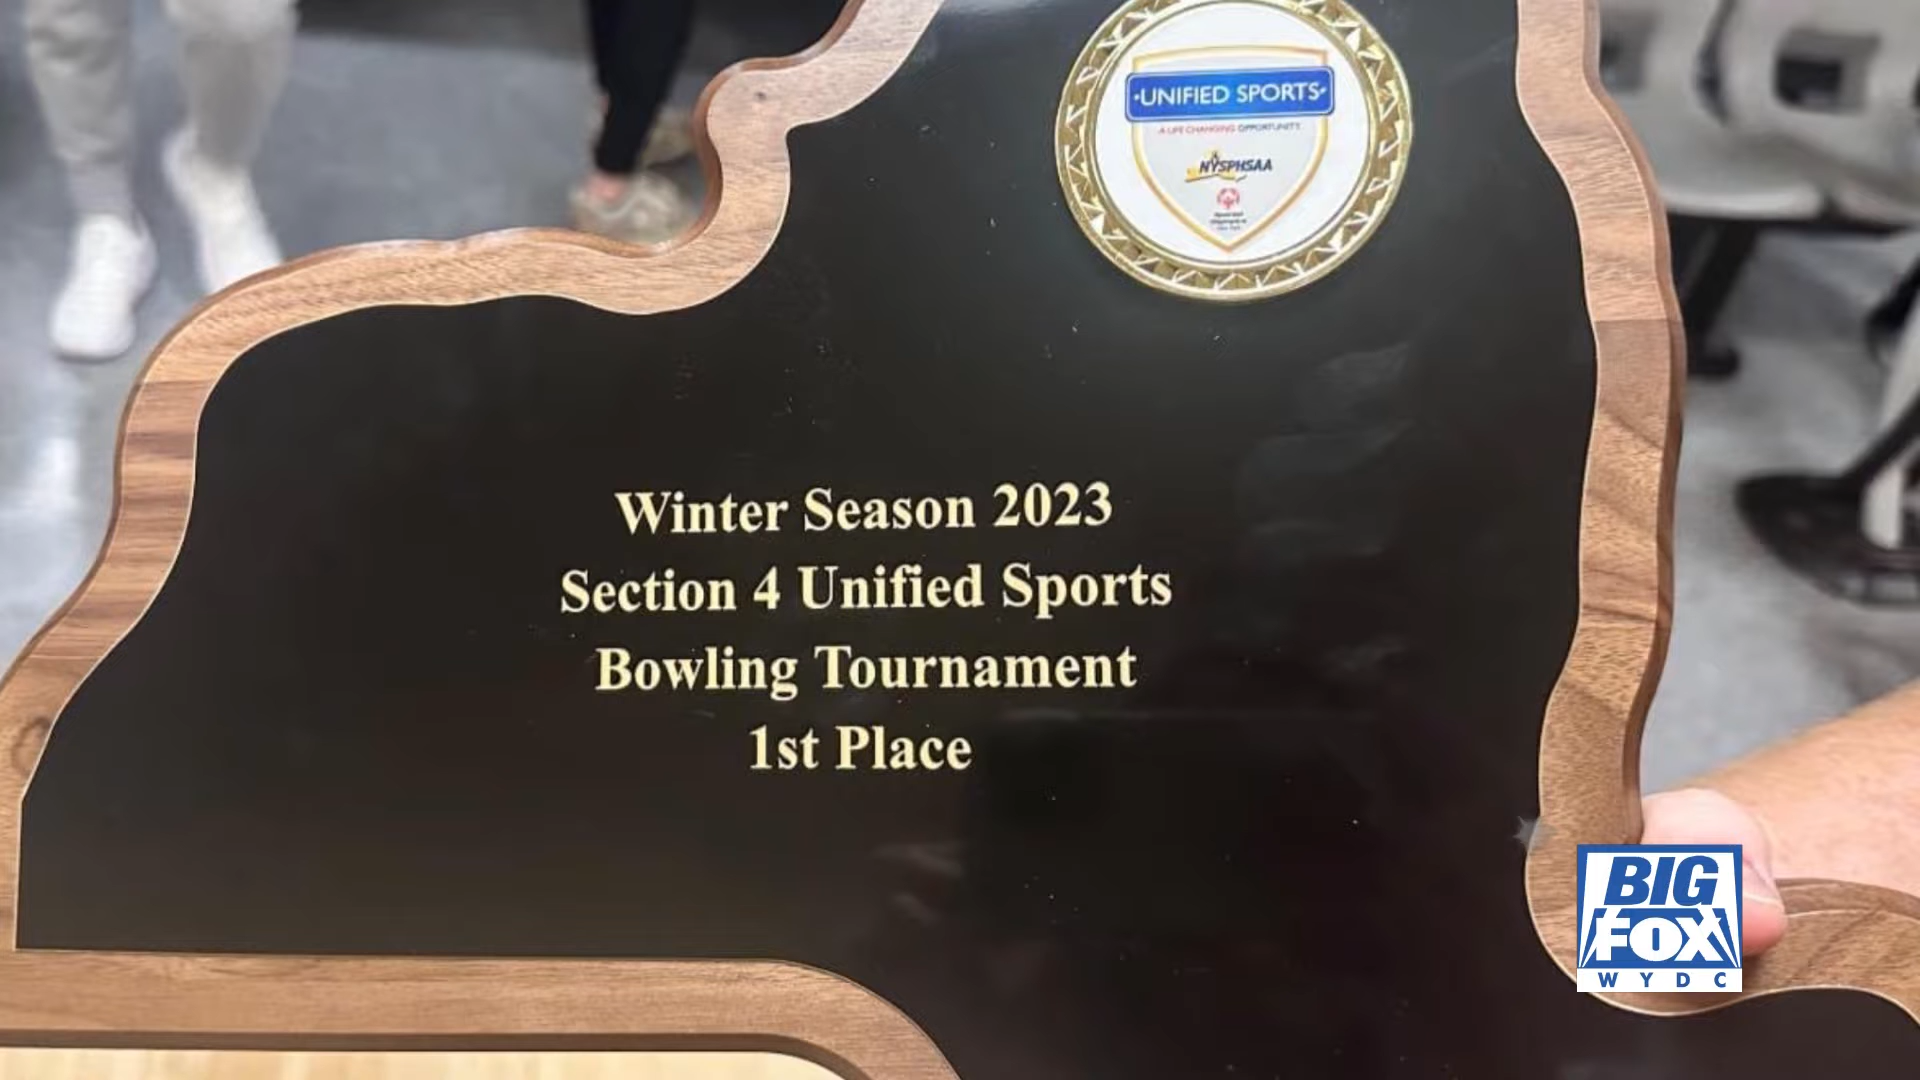 ·UNIFIED SPORTS·
A LIFE CHANGING OPPORTUNITY
NYSPHSAA
Winter Season 2023
Section 4 Unified Sports
Bowling Tournament
1st Place
BIG
FOX
WYDC